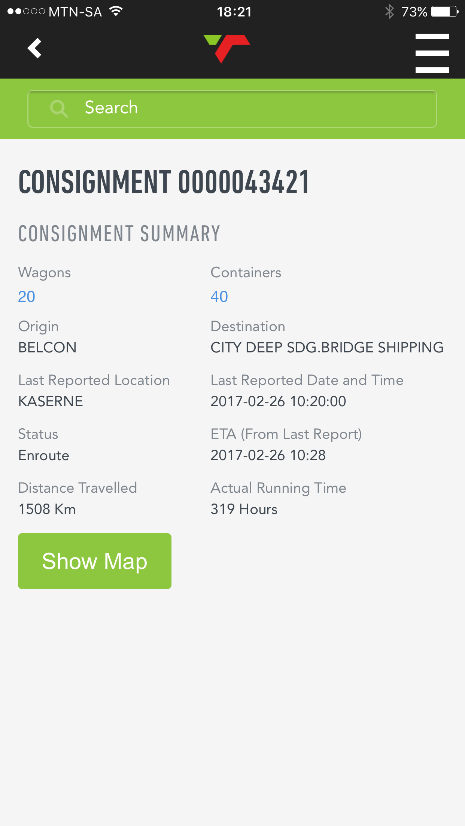 MTN-SA 18:21 73%
Search
CONSIGNMENT 0000043421
CONSIGNMENT SUMMARY
Wagons Containers
20 40
Origin Destination
BELCON CITY DEEP SDG.BRIDGE SHIPPING
Last Reported Location Last Reported Date and Time
KASERNE 2017-02-26 10:20:00
Status ETA (From Last Report)
Enroute 2017-02-26 10:28
Distance Travelled Actual Running Time
1508 Km 319 Hours
Show Map